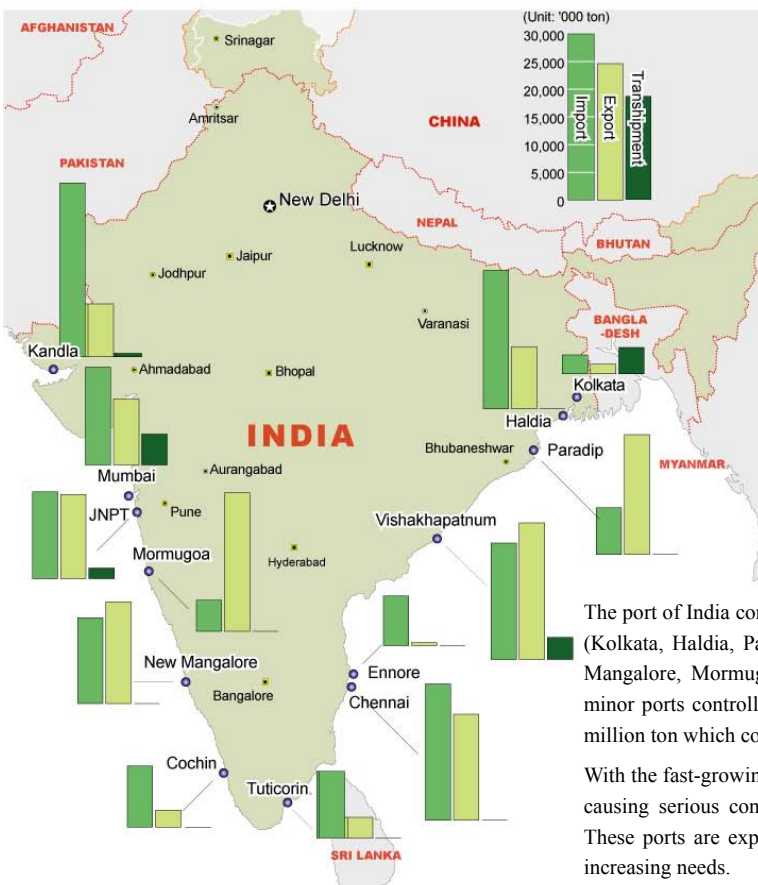 (Unit: '000 ton)
30,000
25,000
20,000
15,000
10,000
5,000
0
Import
Export
Transhipment
AFGHANISTAN
Srinagar
Amritsar
CHINA
PAKISTAN
New Delhi
NEPAL
BHUTAN
Jaipur
Lucknow
Jodhpur
Varanasi
BANGLA
-DESH
Kandla
Ahmadabad
Bhopal
Kolkata
Haldia
INDIA
Bhubaneshwar
Paradip
MYANMAR
Mumbai
Aurangabad
JNPT
Pune
Vishakhapatnum
Mormugoa
Hyderabad
New Mangalore
Bangalore
Ennore
Chennai
Cochin
Tuticorin
SRI LANKA
The port of India con
(Kolkata, Haldia, Pa
Mangalore, Mormug
minor ports controll
million ton which co
With the fast-growin
causing serious con
These ports are exp
increasing needs.